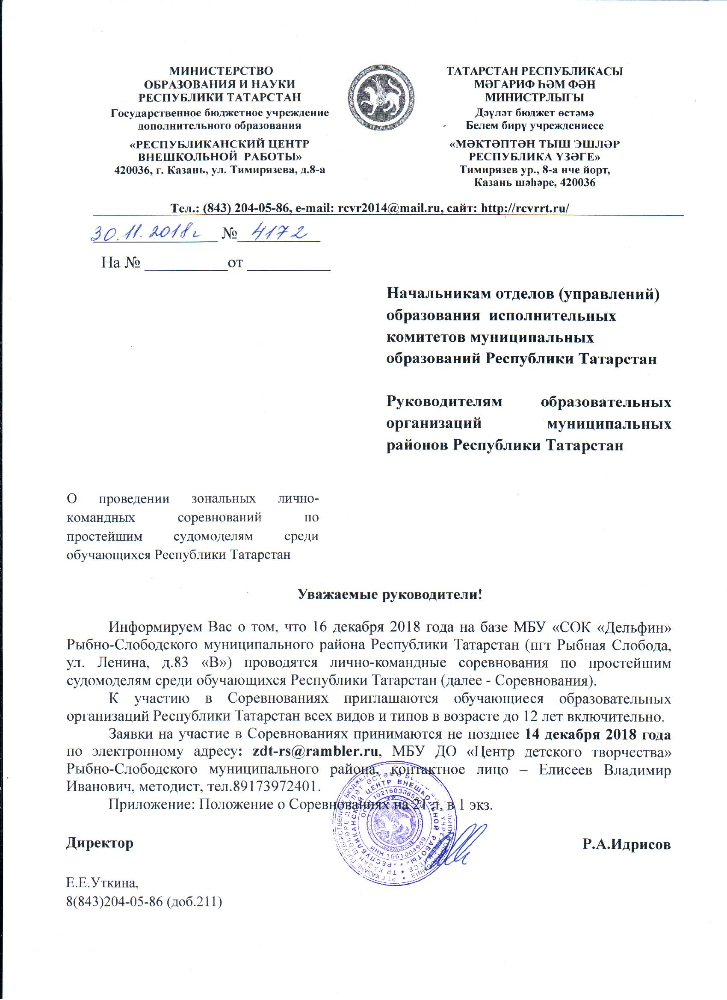 МИНИСТЕРСТВО
ОБРАЗОВАНИЯ И НАУКИ
РЕСПУБЛИКИ ТАТАРСТАН
Государственное бюджетное учреждение
дополнительного образования
«РЕСПУБЛИКАНСКИЙ ЦЕНТР
ВНЕШКОЛЬНОЙ РАБОТЫ»
420036, г. Казань, ул. Тимирязева, д.8-а
ТАТАРСТАН РЕСПУБЛИКАСЫ
МӘГАРИФ ҺӘМ ФӘН
МИНИСТРЛЫГЫ
Дәүләт бюджет өстәмә
Белем бирү учреждениесе
«МӘКТӘПТӘН ТЫШ ЭШЛӘР
РЕСПУБЛИКА ҮЗӘГЕ»
Тимирязев ур., 8-а нче йорт,
Казань шәһәре, 420036
Тел.: (843) 204-05-86, e-mail: rcvr2014@mail.ru, сайт: http://rcvrrt.ru/
30.11.2018г № 4172
На № ____________от ____________
Начальникам отделов (управлений)
образования исполнительных
комитетов муниципальных
образований Республики Татарстан
Руководителям образовательных
организаций муниципальных
районов Республики Татарстан
О проведении зональных лично-
командных соревнований по
простейшим судомоделям среди
обучающихся Республики Татарстан
Уважаемые руководители!
Информируем Вас о том, что 16 декабря 2018 года на базе МБУ «СОК «Дельфин»
Рыбно-Слободского муниципального района Республики Татарстан (пгт Рыбная Слобода,
ул. Ленина, д.83 «В») проводятся лично-командные соревнования по простейшим
судомоделям среди обучающихся Республики Татарстан (далее - Соревнования).
К участию в Соревнованиях приглашаются обучающиеся образовательных
организаций Республики Татарстан всех видов и типов в возрасте до 12 лет включительно.
Заявки на участие в Соревнованиях принимаются не позднее 14 декабря 2018 года
по электронному адресу: zdt-rs@rambler.ru, МБУ ДО «Центр детского творчества»
Рыбно-Слободского муниципального района, контактное лицо – Елисеев Владимир
Иванович, методист, тел.89173972401.
Приложение: Положение о Соревнованиях на 21 л. в 1 экз.
Директор Р.А.Идрисов
"РЕСПУБЛИКАНСКИЙ ЦЕНТР ВНЕШКОЛЬНОЙ РАБОТЫ"
ИНН 1661004969
Е.Е.Уткина,
8(843)204-05-86 (доб.211)